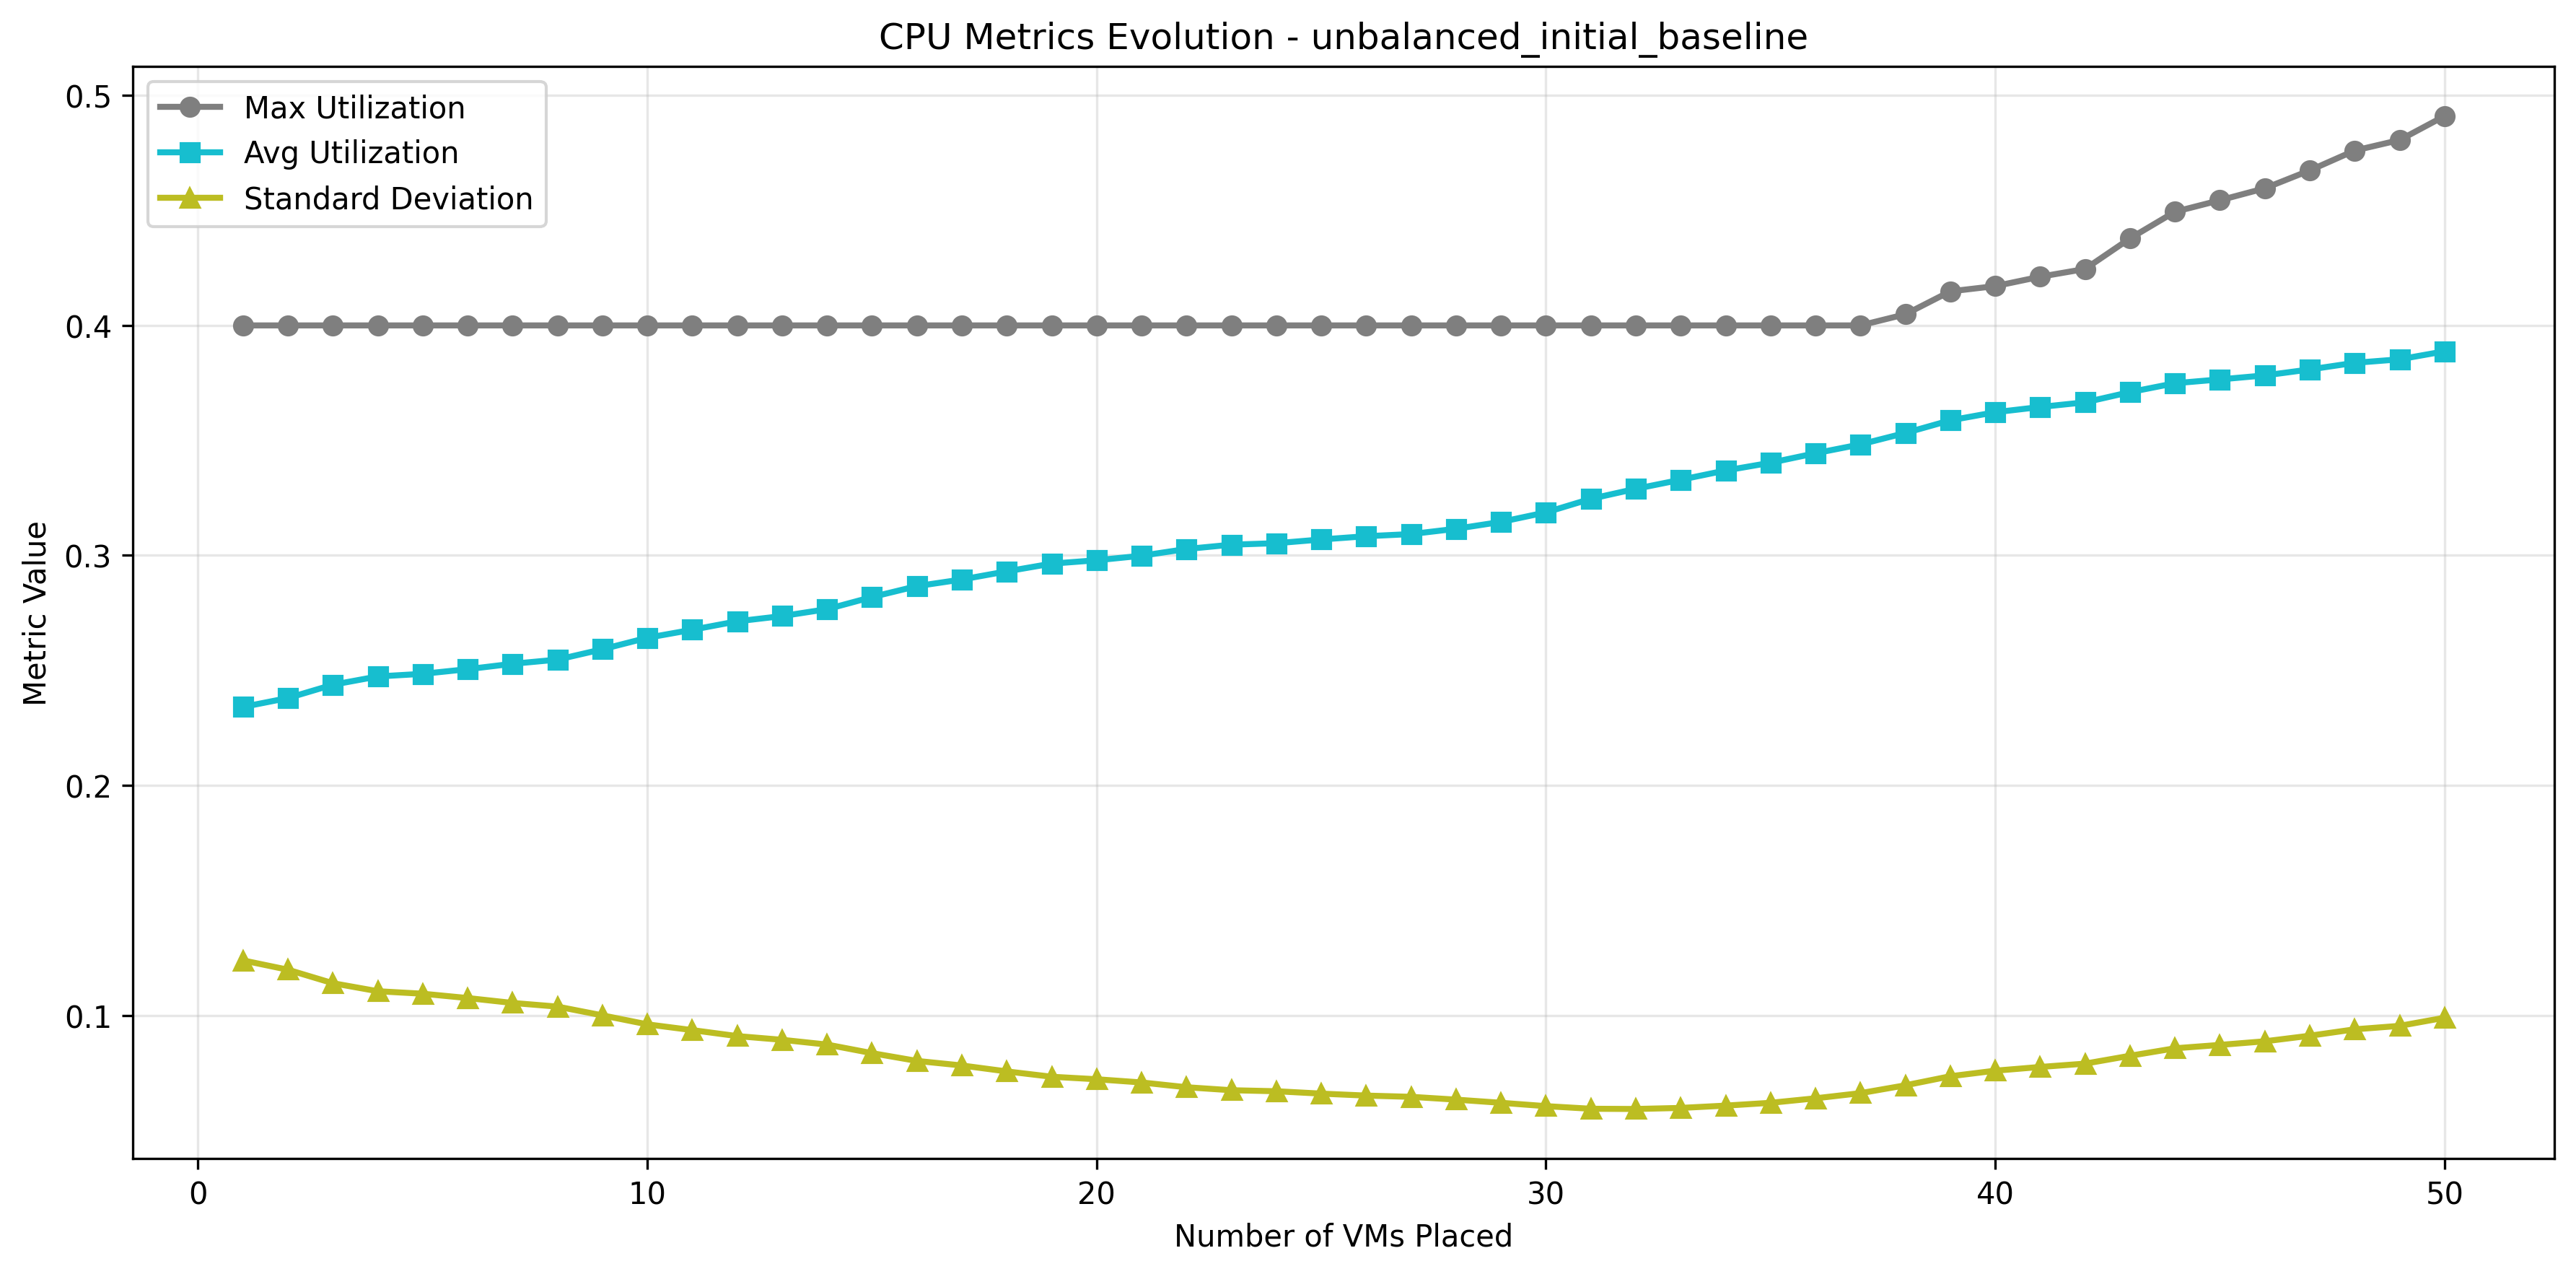 CPU Metrics Evolution - unbalanced_initial_baseline
Max Utilization
Avg Utilization
Standard Deviation
Metric Value
0.5
0.4
0.3
0.2
0.1
0 10 20 30 40 50
Number of VMs Placed